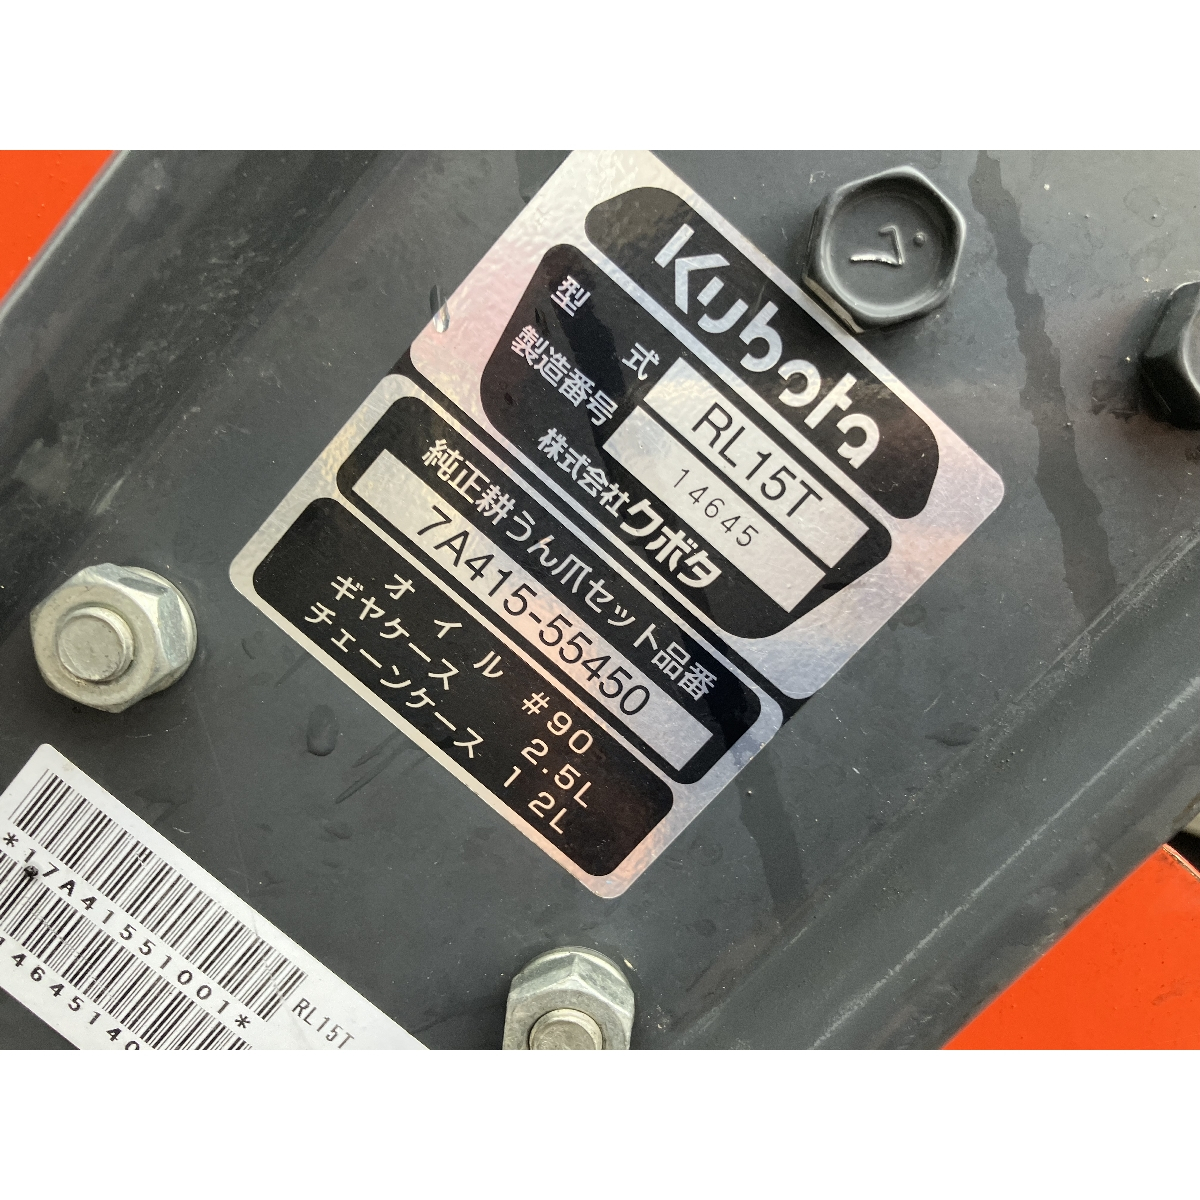 Kubota
型式 RL15T
製造番号 14645
株式会社クボタ
純正耕うん爪セット品番
7A415-55450
オイル #90
ギヤケース 2.5L
チェーンケース 1 2L
*17A41551001*
RL15T